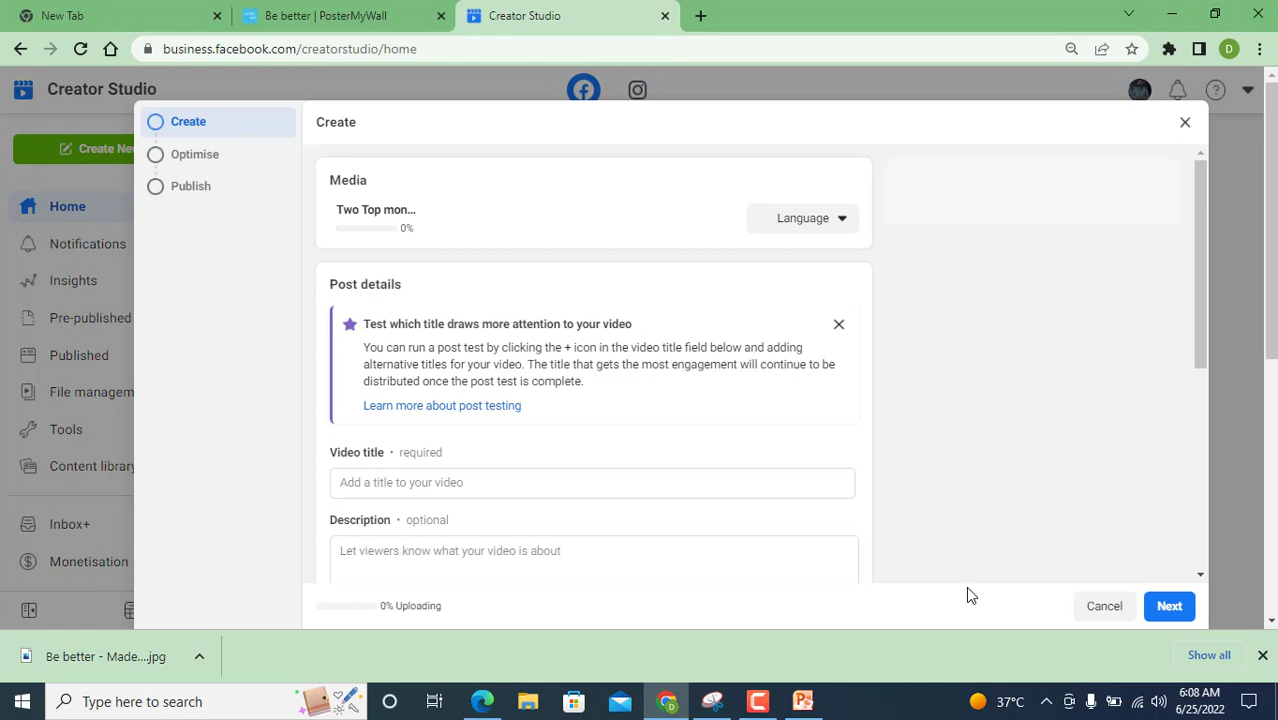 New Tab
Be better | PosterMyWall
Creator Studio
business.facebook.com/creatorstudio/home
D
Creator Studio
Create
Create
Create New
Optimise
Publish
Media
Two Top mon...
0%
Language
Home
Notifications
Insights
Pre-published
Published
File managem
Tools
Content library
Inbox+
Monetisation
Post details
Test which title draws more attention to your video
You can run a post test by clicking the + icon in the video title field below and adding
alternative titles for your video. The title that gets the most engagement will continue to be
distributed once the post test is complete.
Learn more about post testing
Video title • required
Add a title to your video
Description • optional
Let viewers know what your video is about
0% Uploading
Cancel
Next
Be better - Made....jpg
Show all
Type here to search
37°C
6:08 AM
6/25/2022